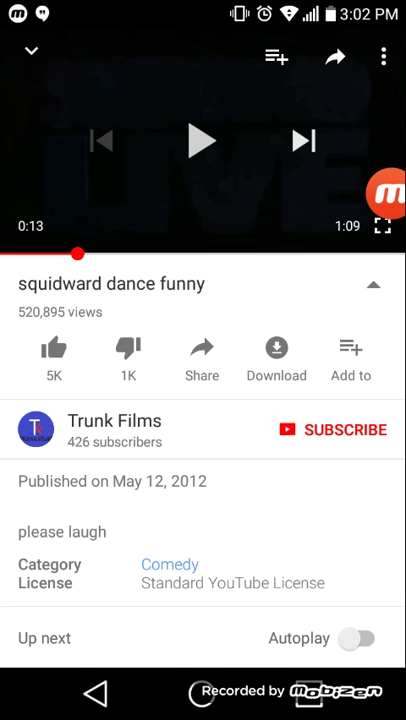 3:02 PM
LIVE
0:13
1:09
squidward dance funny
520,895 views
5K
1K
Share
Download
Add to
Trunk Films
426 subscribers
SUBSCRIBE
Published on May 12, 2012
please laugh
Category Comedy
License Standard YouTube License
Up next
Autoplay
Recorded by Mobizen